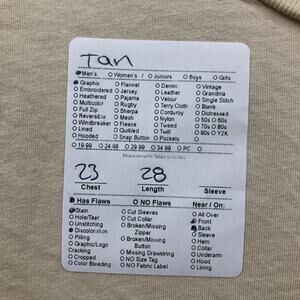 Tan
Men's Women's / Juniors Boys Girls
Graphic Flannel Denim Vintage
Embroidered Jersey Leather Grandma
Heathered Pajama Velour Single Stitch
Multicolor Rugby Terry Cloth Blank
Full Zip Sherpa Corduroy Distressed
Reversible Mesh Nylon 50s 60s
Windbreaker Fleece Tweed 70s 80s
Lined Quilted Twill 90s Y2K
Hooded Snap Button Pockets
19.99 24.99 29.99 34.99 PC
Measurements Taken in Inches
23 28
Chest Length Sleeve
Has Flaws NO Flaws Near / On:
Stain Cut Sleeves All Over
Hole/Tear Cut Collar Front
Unstitching Broken/Missing Back
Discoloration Zipper Sleeve
Pilling Broken/Missing Hem
Graphic/Logo Button Collar
Cracking Missing Drawstring Under Arm
Cropped NO Size Tag
Color Bleeding NO Fabric Label